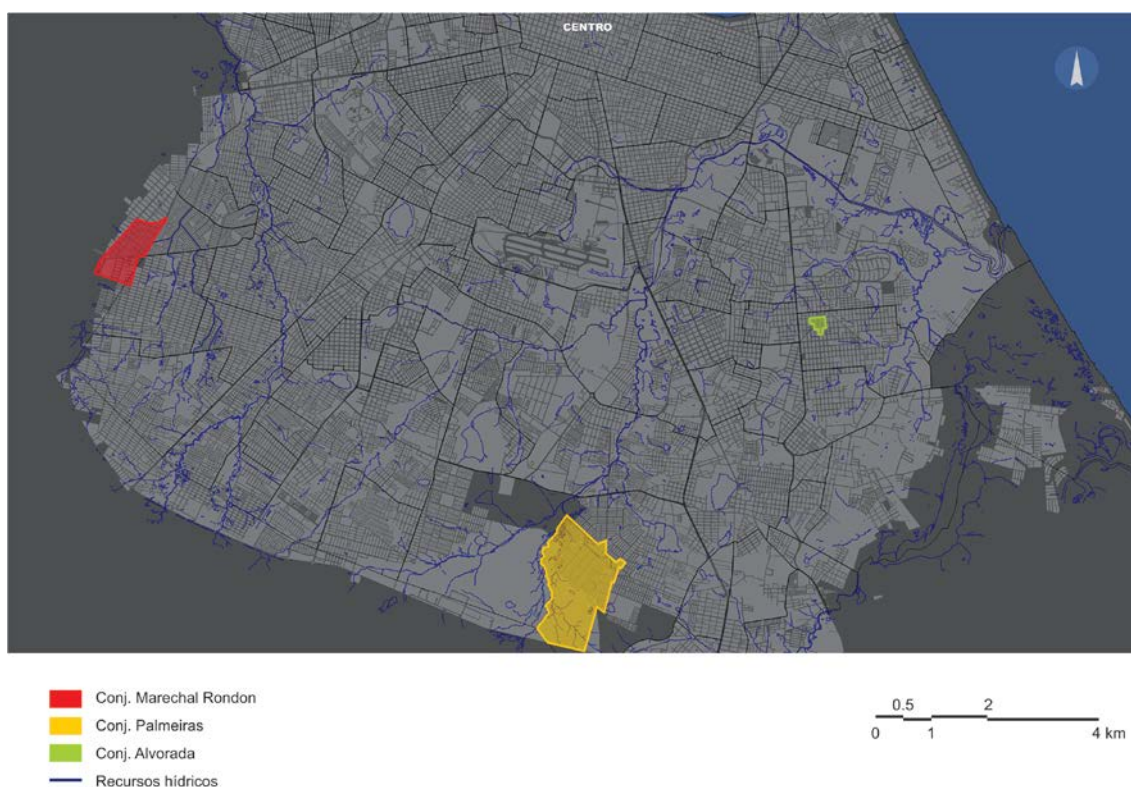 CENTRO
Conj. Marechal Rondon
Conj. Palmeiras
Conj. Alvorada
Recursos hídricos
0.5 2
0 1 4 km